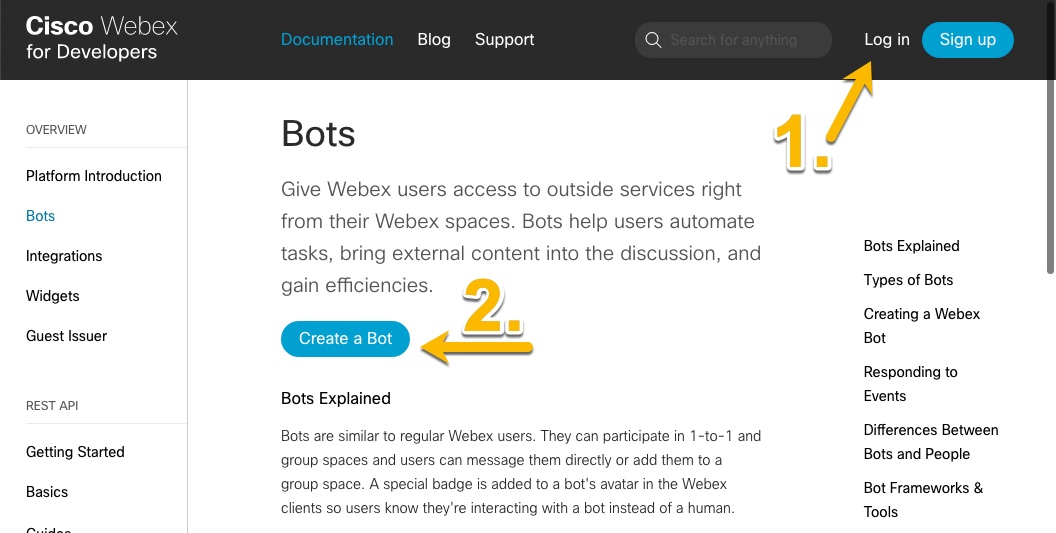 Cisco Webex
for Developers
Documentation Blog Support
Search for anything
Log in
Sign up
1.
OVERVIEW
Platform Introduction
Bots
Integrations
Widgets
Guest Issuer
REST API
Getting Started
Basics
Guides
Bots
Give Webex users access to outside services right
from their Webex spaces. Bots help users automate
tasks, bring external content into the discussion, and
gain efficiencies.
2.
Create a Bot
Bots Explained
Bots are similar to regular Webex users. They can participate in 1-to-1 and
group spaces and users can message them directly or add them to a
group space. A special badge is added to a bot's avatar in the Webex
clients so users know they're interacting with a bot instead of a human.
Bots Explained
Types of Bots
Creating a Webex
Bot
Responding to
Events
Differences Between
Bots and People
Bot Frameworks &
Tools